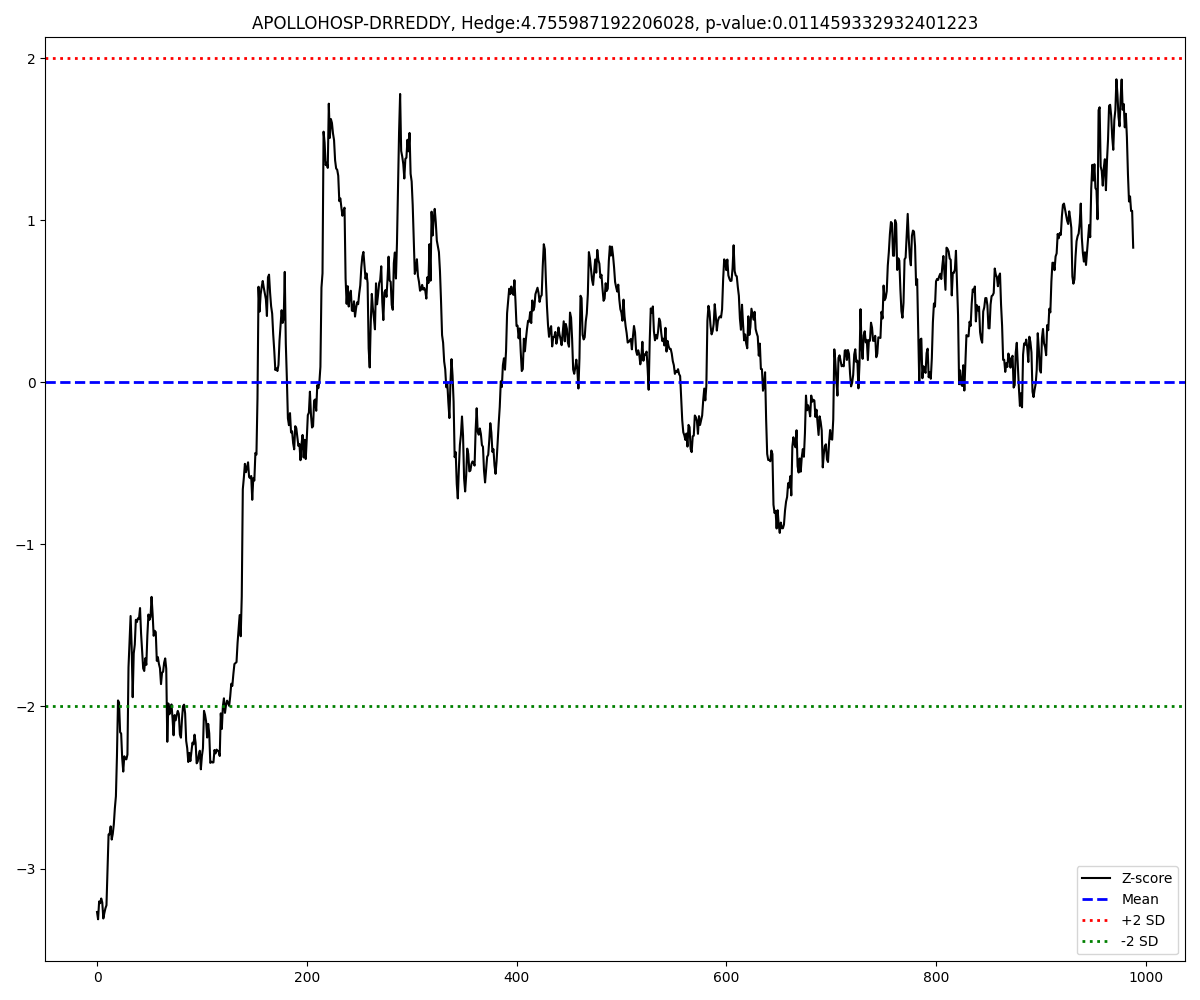 APOLLOHOSP-DRREDDY, Hedge:4.755987192206028, p-value:0.011459332932401223
2
1
0
−1
−2
−3
Z-score
Mean
+2 SD
-2 SD
0
200
400
600
800
1000